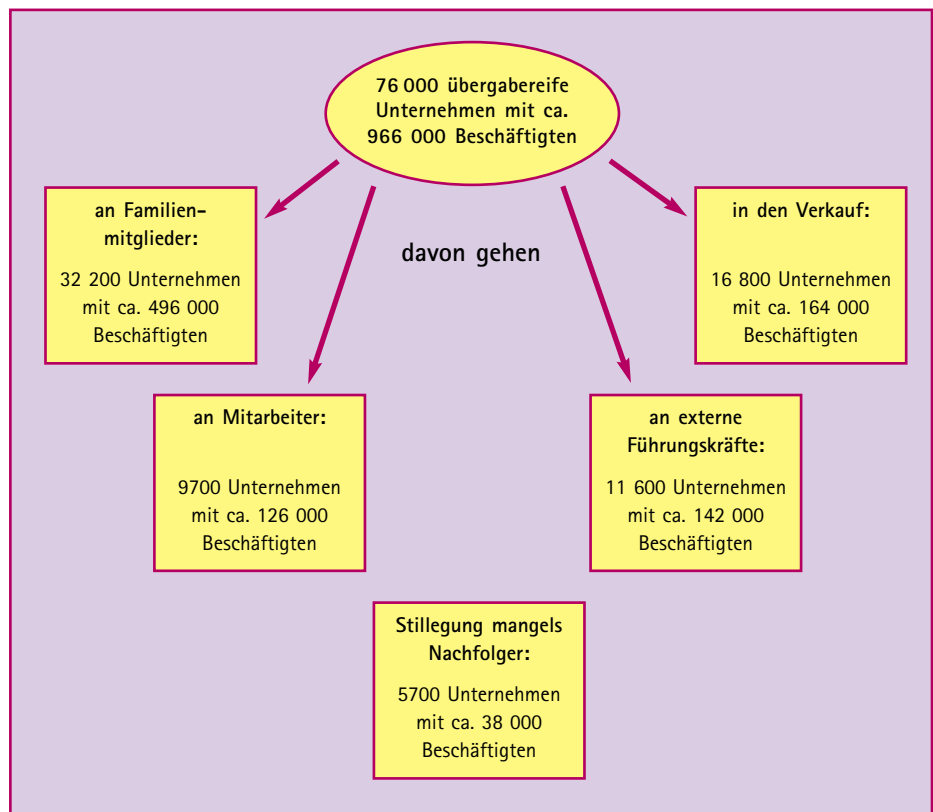 76 000 übergabereife
Unternehmen mit ca.
966 000 Beschäftigten
an Familien-
mitglieder:
32 200 Unternehmen
mit ca. 496 000
Beschäftigten
davon gehen
in den Verkauf:
16 800 Unternehmen
mit ca. 164 000
Beschäftigten
an Mitarbeiter:
9700 Unternehmen
mit ca. 126 000
Beschäftigten
an externe
Führungskräfte:
11 600 Unternehmen
mit ca. 142 000
Beschäftigten
Stillegung mangels
Nachfolger:
5700 Unternehmen
mit ca. 38 000
Beschäftigten